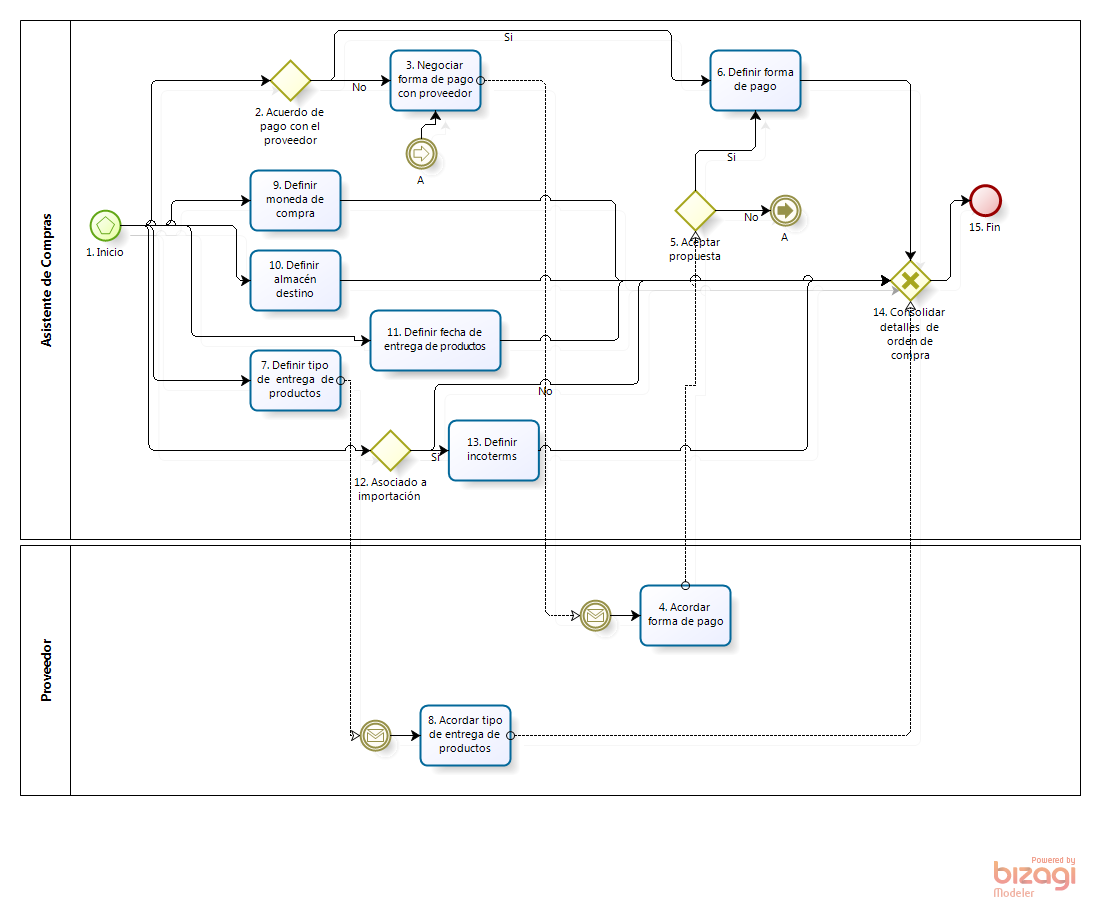 Asistente de Compras
Si
3. Negociar
forma de pago
con proveedor
6. Definir forma
de pago
No
2. Acuerdo de
pago con el
proveedor
A
9. Definir
moneda de
compra
Si
1. Inicio
No
A
5. Aceptar
propuesta
15. Fin
10. Definir
almacén
destino
14. Consolidar
detalles de
orden de
compra
11. Definir fecha de
entrega de productos
7. Definir tipo
de entrega de
productos
No
Si
13. Definir
incoterms
12. Asociado a
importación
Proveedor
4. Acordar
forma de pago
8. Acordar tipo
de entrega de
productos
Powered by
bizagi
Modeler